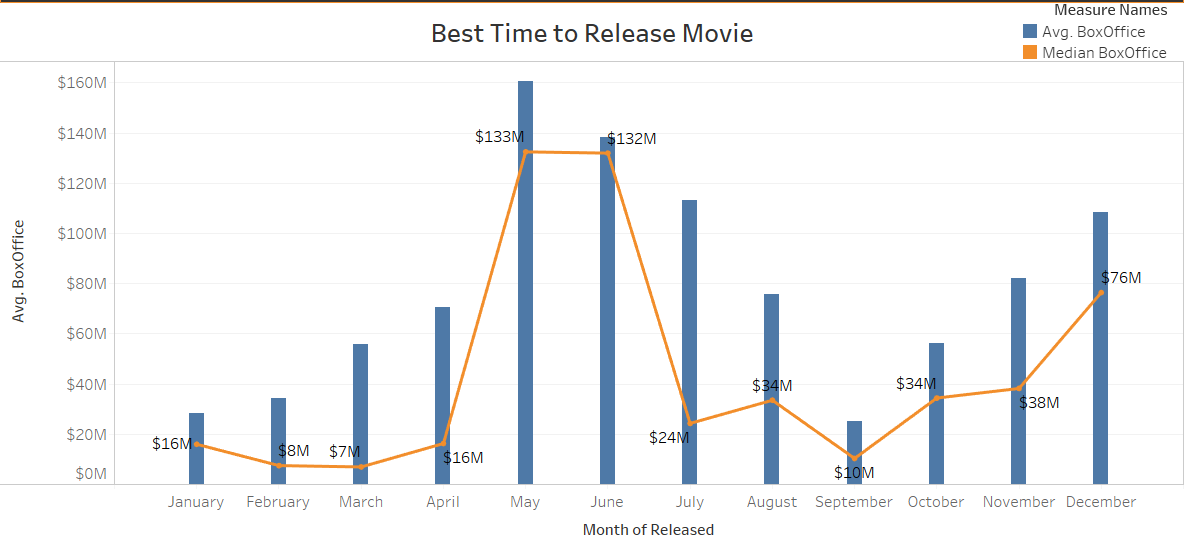 Best Time to Release Movie
Measure Names
Avg. BoxOffice
Median BoxOffice
Avg. BoxOffice
$160M
$140M
$120M
$100M
$80M
$60M
$40M
$20M
$0M
$16M
$8M
$7M
$16M
$133M
$132M
$24M
$34M
$10M
$34M
$38M
$76M
January February March April May June July August September October November December
Month of Released